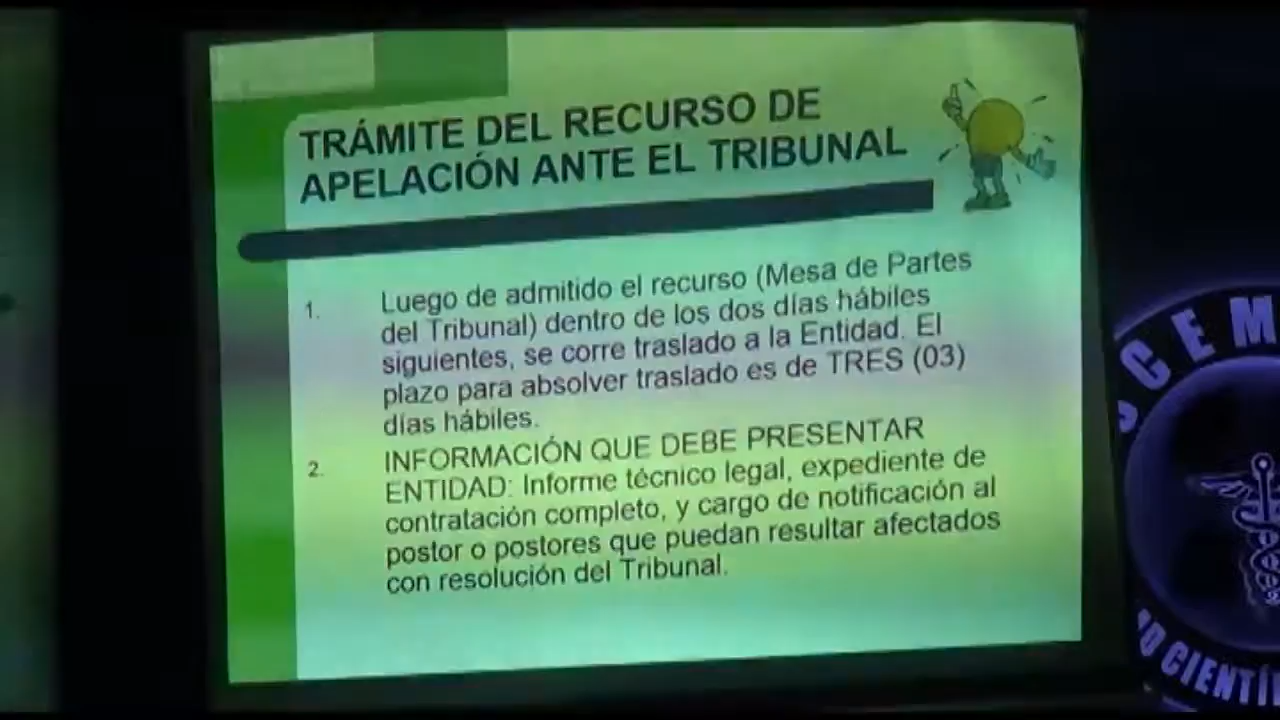 TRÁMITE DEL RECURSO DE
APELACIÓN ANTE EL TRIBUNAL
1. Luego de admitido el recurso (Mesa de Partes
del Tribunal) dentro de los dos días hábiles
siguientes, se corre traslado a la Entidad. El
plazo para absolver traslado es de TRES (03)
días hábiles.
2. INFORMACIÓN QUE DEBE PRESENTAR
ENTIDAD: Informe técnico legal, expediente de
contratación completo, y cargo de notificación al
postor o postores que puedan resultar afectados
con resolución del Tribunal.